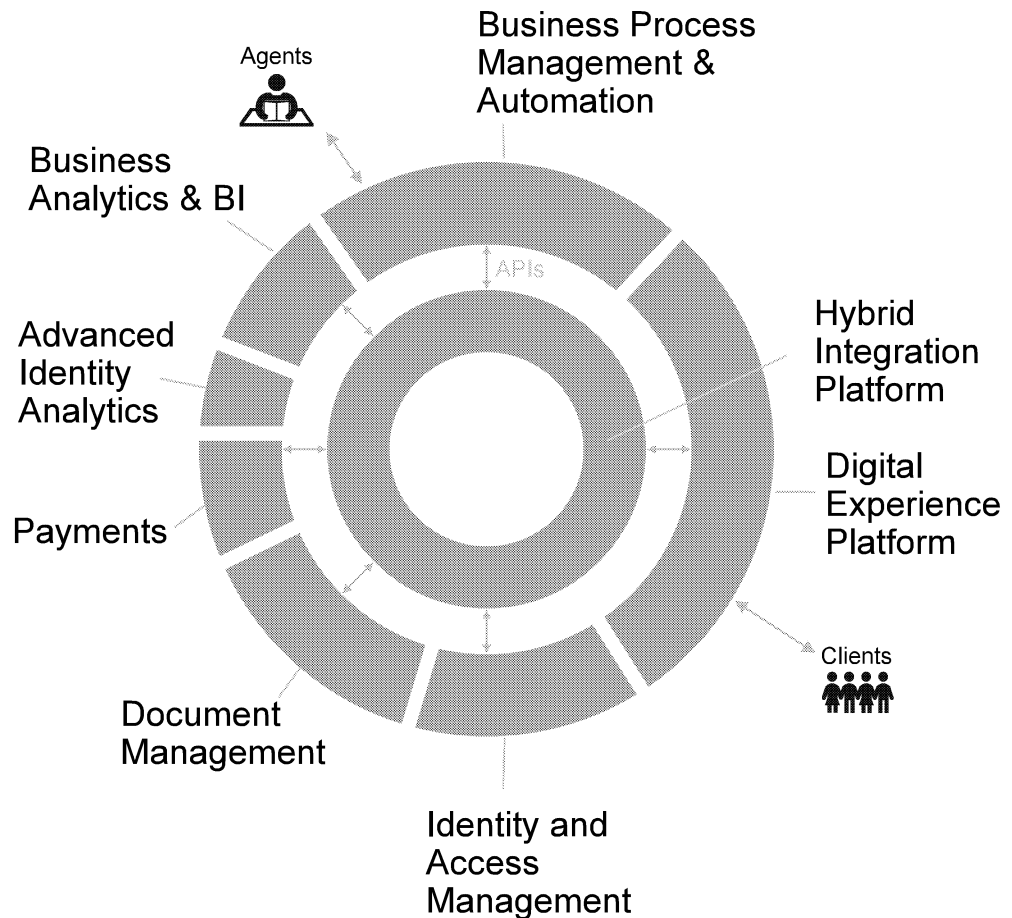 Business Process
Management &
Automation
Agents
Business
Analytics & BI
APIs
Hybrid
Integration
Platform
Advanced
Identity
Analytics
Digital
Experience
Platform
Payments
Clients
Document
Management
Identity and
Access
Management